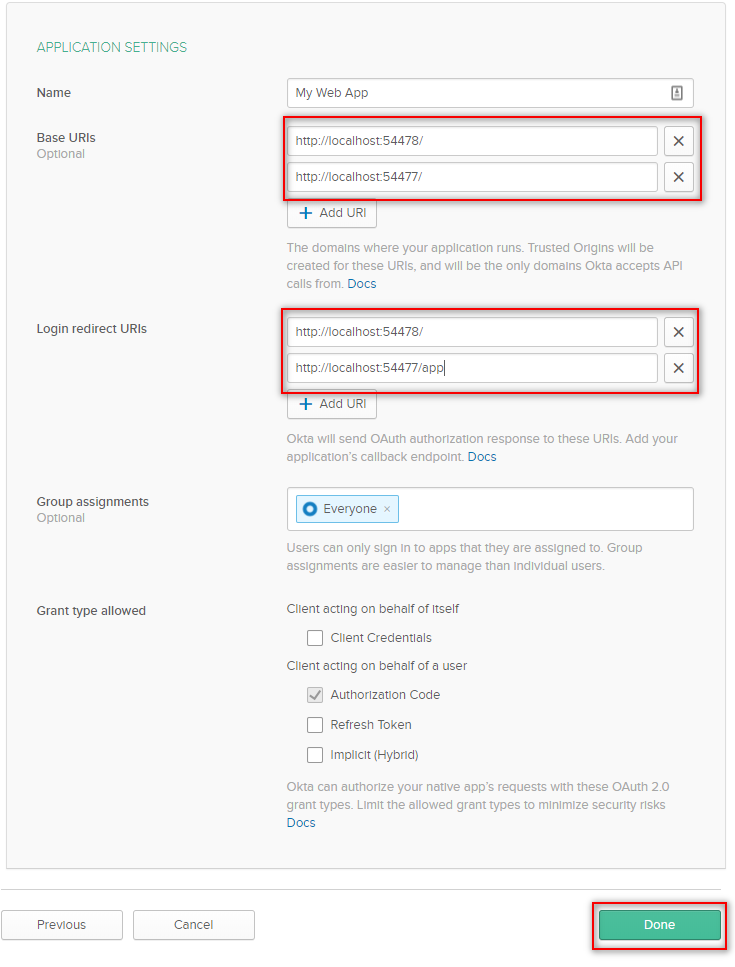 APPLICATION SETTINGS
Name
My Web App
Base URIs
Optional
http://localhost:54478/
http://localhost:54477/
+ Add URI
The domains where your application runs. Trusted Origins will be
created for these URIs, and will be the only domains Okta accepts API
calls from. Docs
Login redirect URIs
http://localhost:54478/
http://localhost:54477/app
+ Add URI
Okta will send OAuth authorization response to these URIs. Add your
application's callback endpoint. Docs
Group assignments
Optional
Everyone ×
Users can only sign in to apps that they are assigned to. Group
assignments are easier to manage than individual users.
Grant type allowed
Client acting on behalf of itself
Client Credentials
Client acting on behalf of a user
Authorization Code
Refresh Token
Implicit (Hybrid)
Okta can authorize your native app's requests with these OAuth 2.0
grant types. Limit the allowed grant types to minimize security risks
Docs
Previous
Cancel
Done